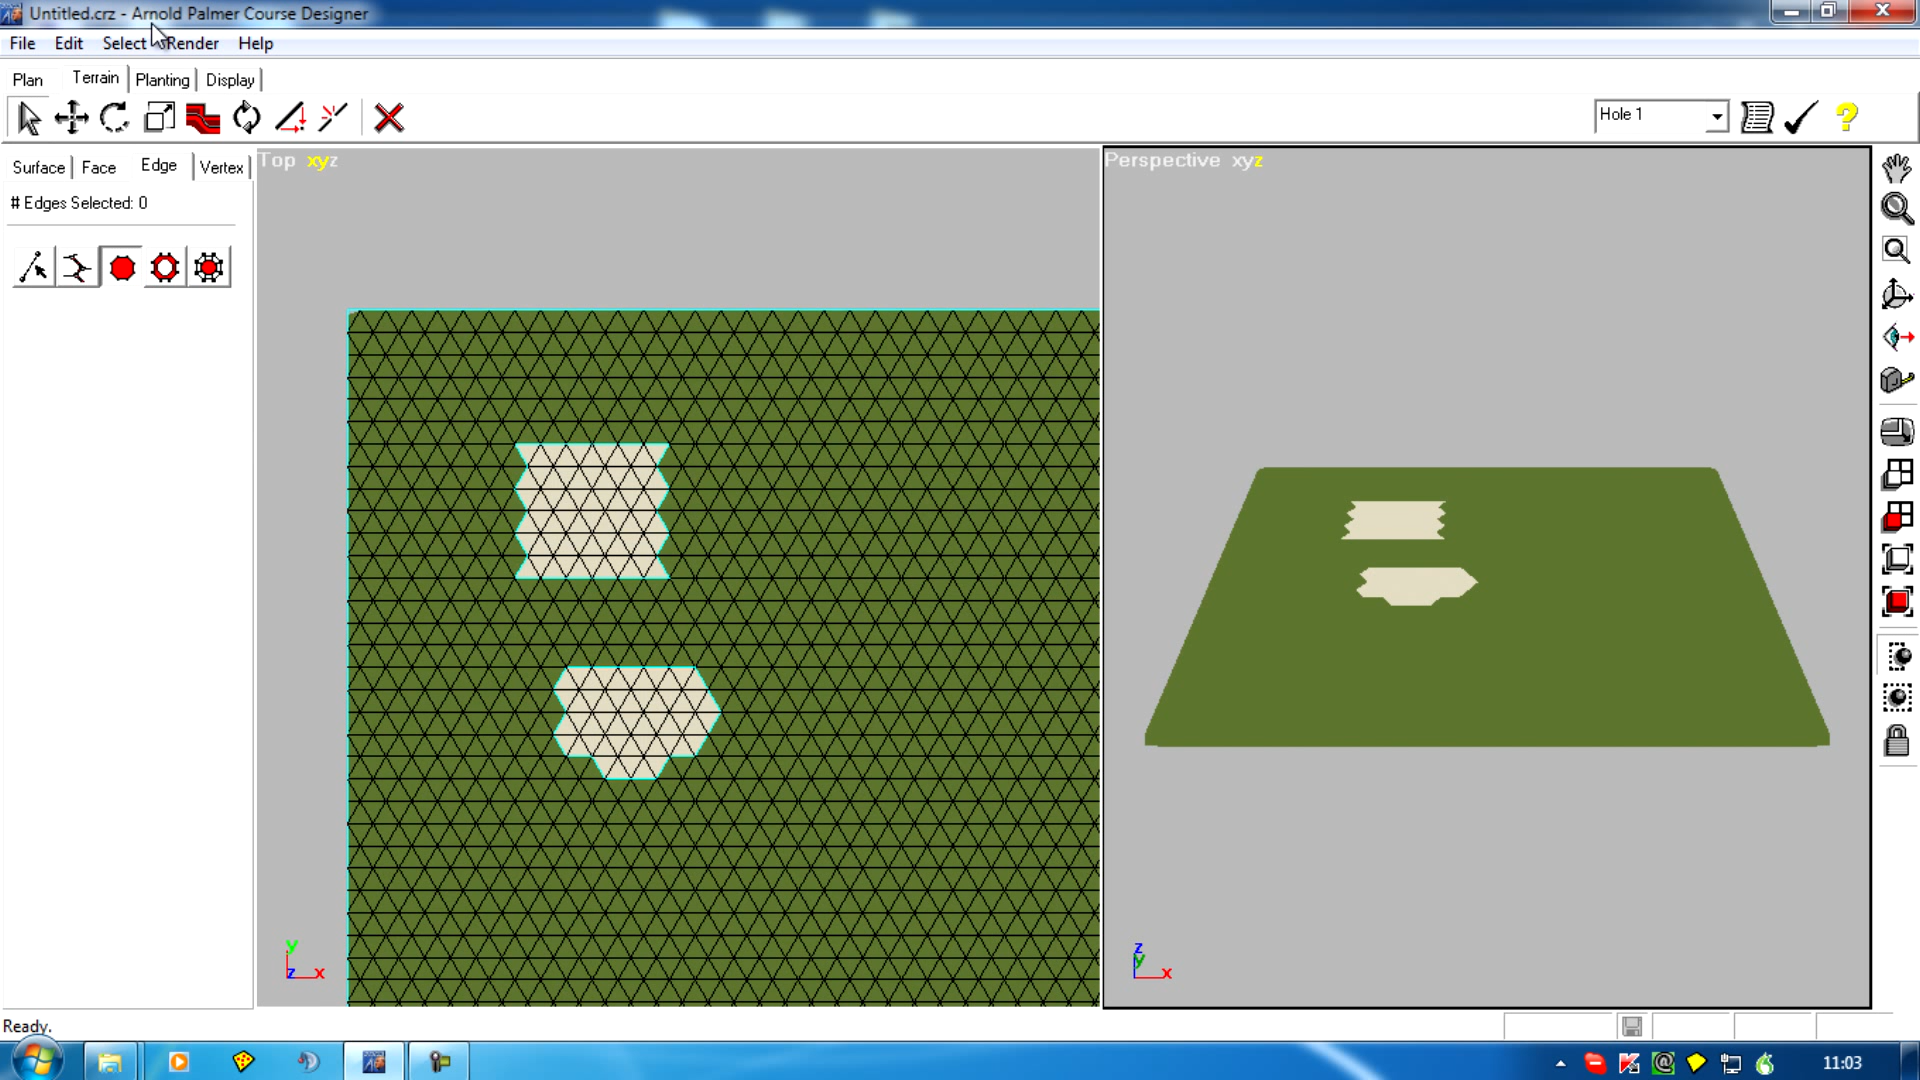 Untitled.crz - Arnold Palmer Course Designer
File Edit Select Render Help
Plan Terrain Planting Display
Hole 1
Surface Face Edge Vertex
# Edges Selected: 0
Top xyz
Perspective xyz
y
z x
z
y
x
Ready.
11:03